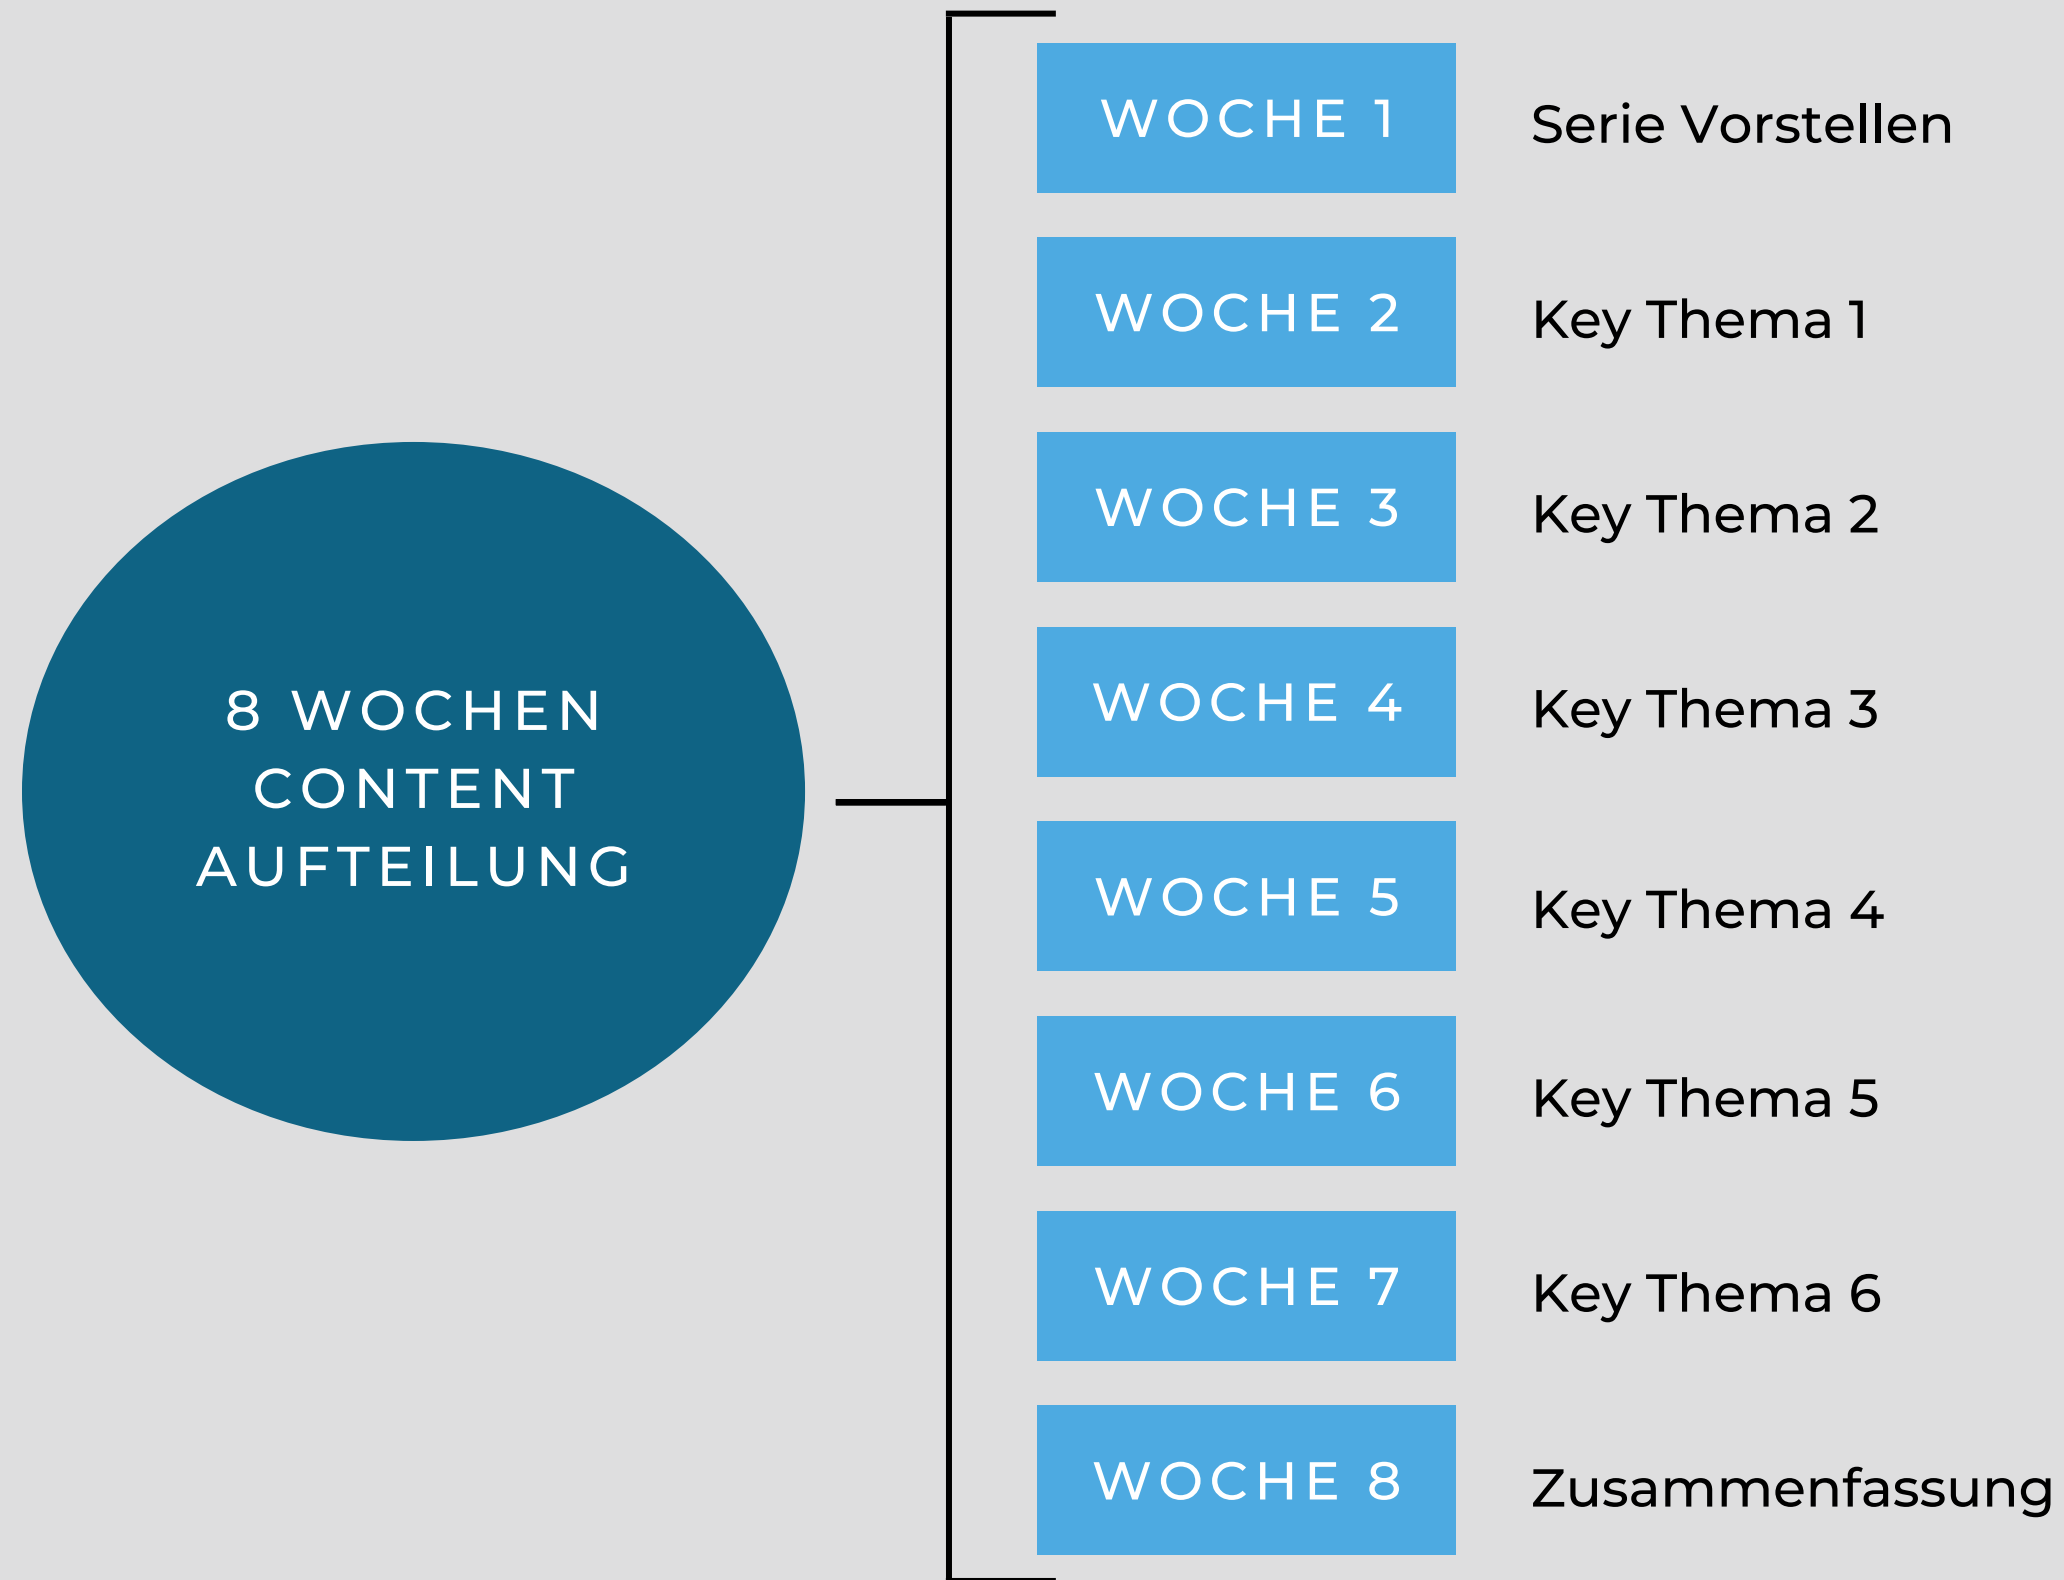 8 WOCHEN
CONTENT
AUFTEILUNG
WOCHE 1
Serie Vorstellen
WOCHE 2
Key Thema 1
WOCHE 3
Key Thema 2
WOCHE 4
Key Thema 3
WOCHE 5
Key Thema 4
WOCHE 6
Key Thema 5
WOCHE 7
Key Thema 6
WOCHE 8
Zusammenfassung